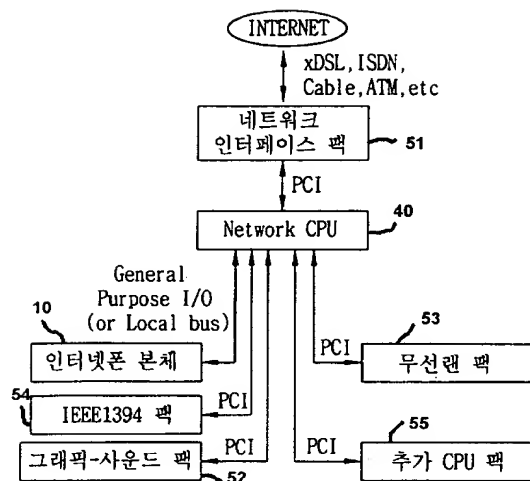 INTERNET
xDSL,ISDN,
Cable,ATM,etc
네트워크
인터페이스 팩
51
PCI
Network CPU
40
General
Purpose I/O
(or Local bus)
10
인터넷폰 본체
53
PCI
무선랜 팩
54
IEEE1394 팩
PCI
그래픽-사운드 팩
52
PCI
55
PCI
추가 CPU 팩